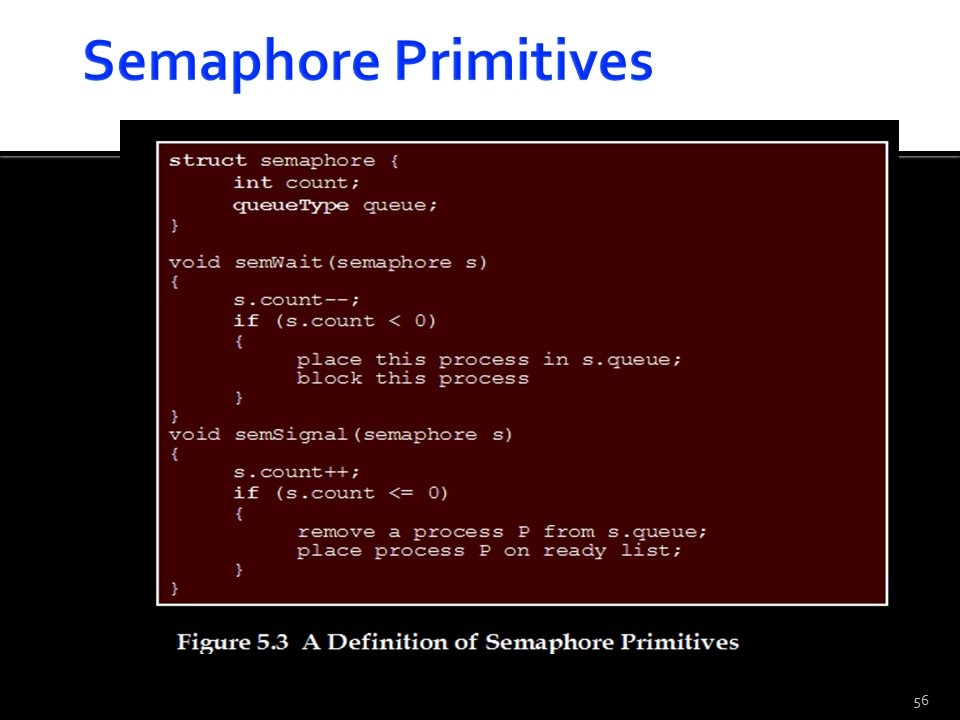 Semaphore Primitives
struct semaphore {
int count;
queueType queue;
}
void semWait(semaphore s)
{
s.count--;
if (s.count < 0)
{
place this process in s.queue;
block this process
}
}
void semSignal(semaphore s)
{
s.count++;
if (s.count <= 0)
{
remove a process P from s.queue;
place process P on ready list;
}
}
Figure 5.3 A Definition of Semaphore Primitives
56